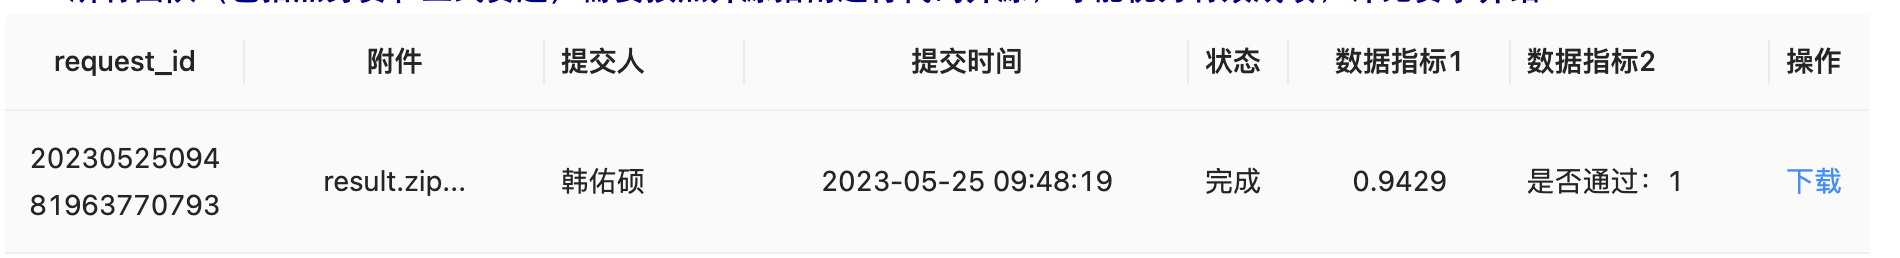 request_id 附件 提交人 提交时间 状态 数据指标1 数据指标2 操作
20230525094
81963770793 result.zip... 韩佑硕 2023-05-25 09:48:19 完成 0.9429 是否通过：1 下载